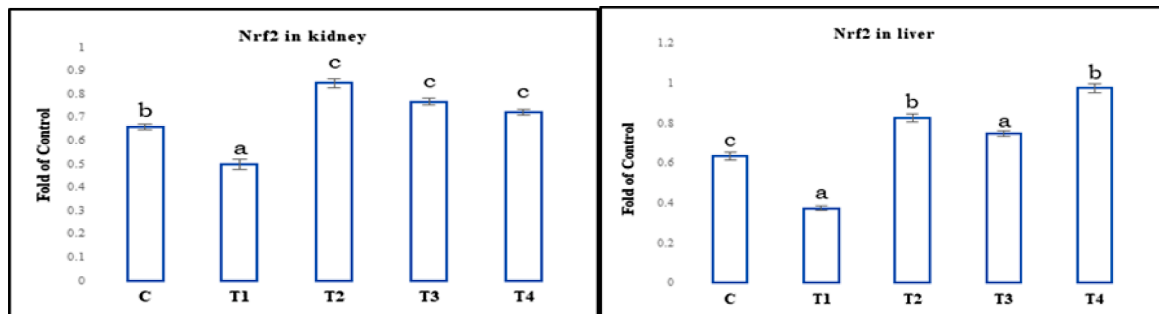 Nrf2 in kidney
Fold of Control
1
0.9
0.8
0.7
0.6
0.5
0.4
0.3
0.2
0.1
0
b
a
c
c
c
C T1 T2 T3 T4
Nrf2 in liver
Fold of Control
1.2
1
0.8
0.6
0.4
0.2
0
c
a
b
a
b
C T1 T2 T3 T4